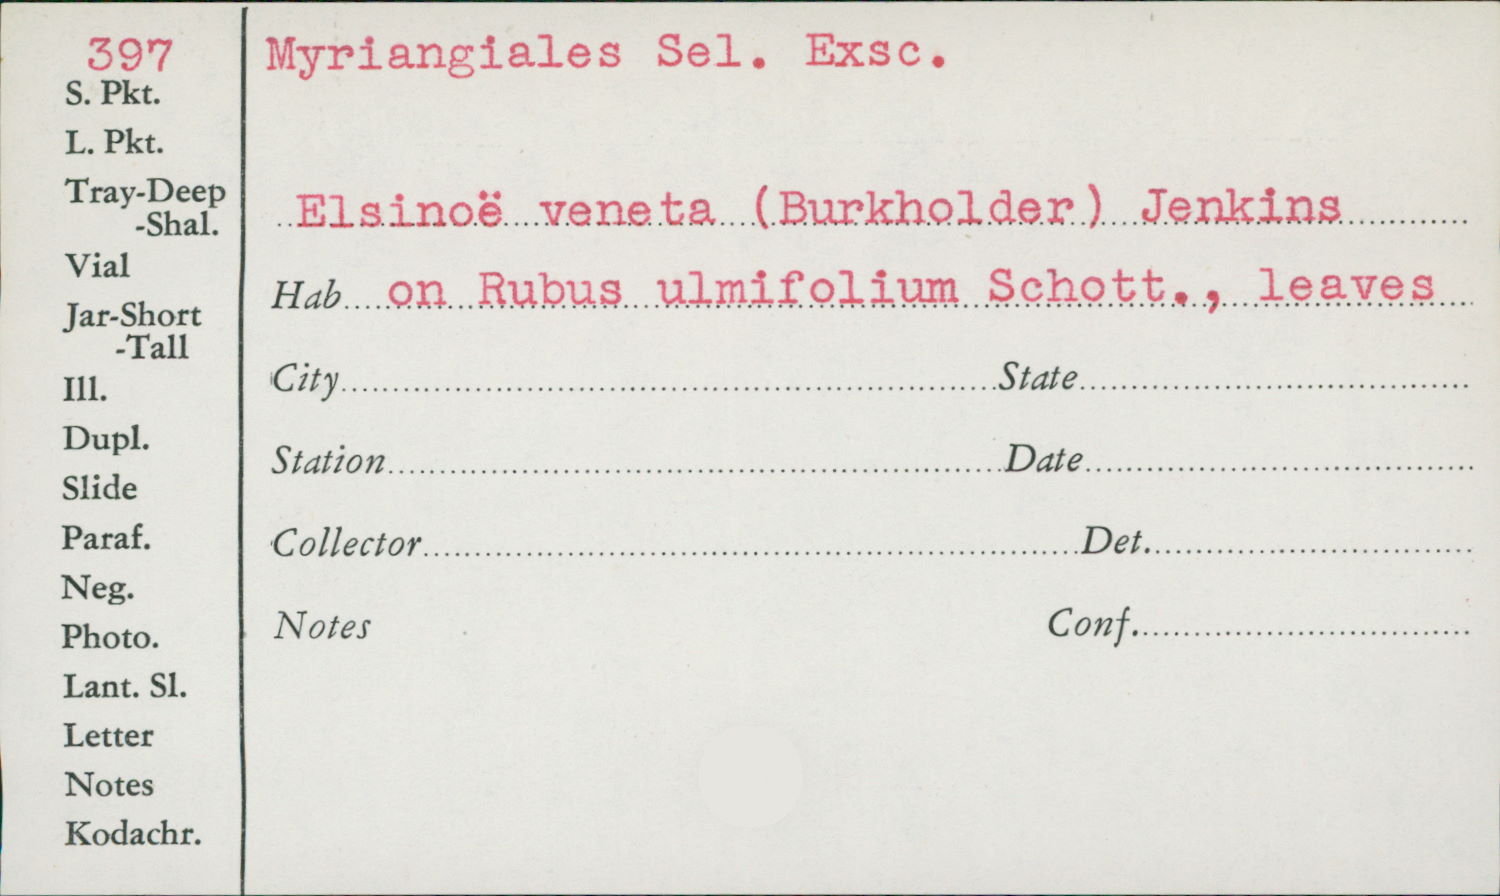 397
S. Pkt.
L. Pkt.
Tray-Deep
-Shal.
Vial
Jar-Short
-Tall
Ill.
Dupl.
Slide
Paraf.
Neg.
Photo.
Lant. Sl.
Letter
Notes
Kodachr.
Myriangiales Sel. Exsc.
Elsinoë veneta (Burkholder) Jenkins
Hab on Rubus ulmifolium Schott., leaves
City State
Station Date
Collector Det.
Notes Conf.